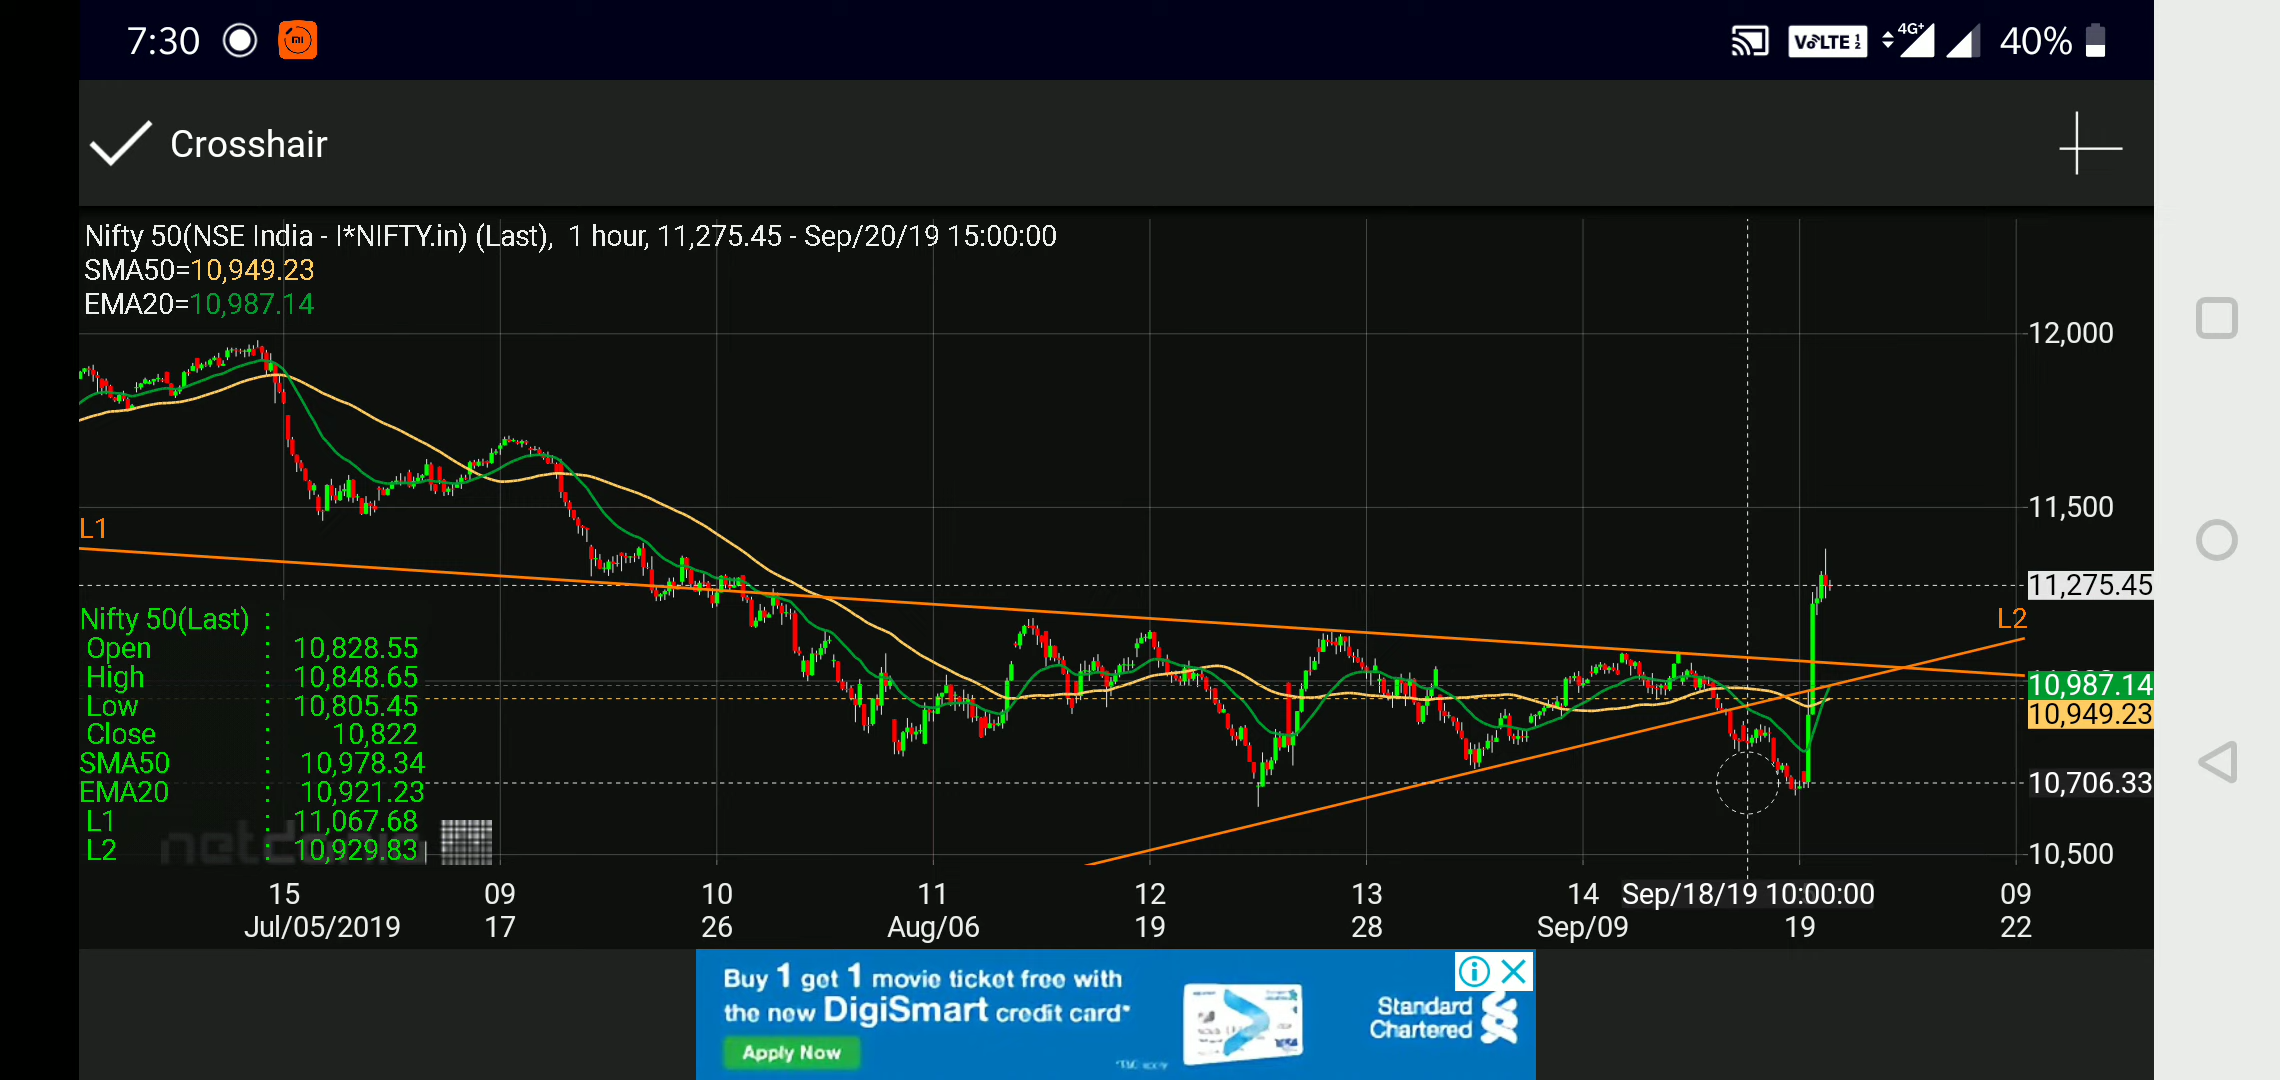 7:30
VoLTE 4G+ 40%
Crosshair
Nifty 50(NSE India - I*NIFTY.in) (Last), 1 hour, 11,275.45 - Sep/20/19 15:00:00
SMA50=10,949.23
EMA20=10,987.14
12,000
11,500
L1
11,275.45
L2
10,987.14
10,949.23
10,706.33
10,500
Nifty 50(Last) :
Open : 10,828.55
High : 10,848.65
Low : 10,805.45
Close : 10,822
SMA50 : 10,978.34
EMA20 : 10,921.23
L1 : 11,067.68
L2 : 10,929.83
15 09 10 11 12 13 14 Sep/18/19 10:00:00 09
Jul/05/2019 17 26 Aug/06 19 28 Sep/09 19 22
Buy 1 get 1 movie ticket free with
the new DigiSmart credit card*
Apply Now
Standard
Chartered